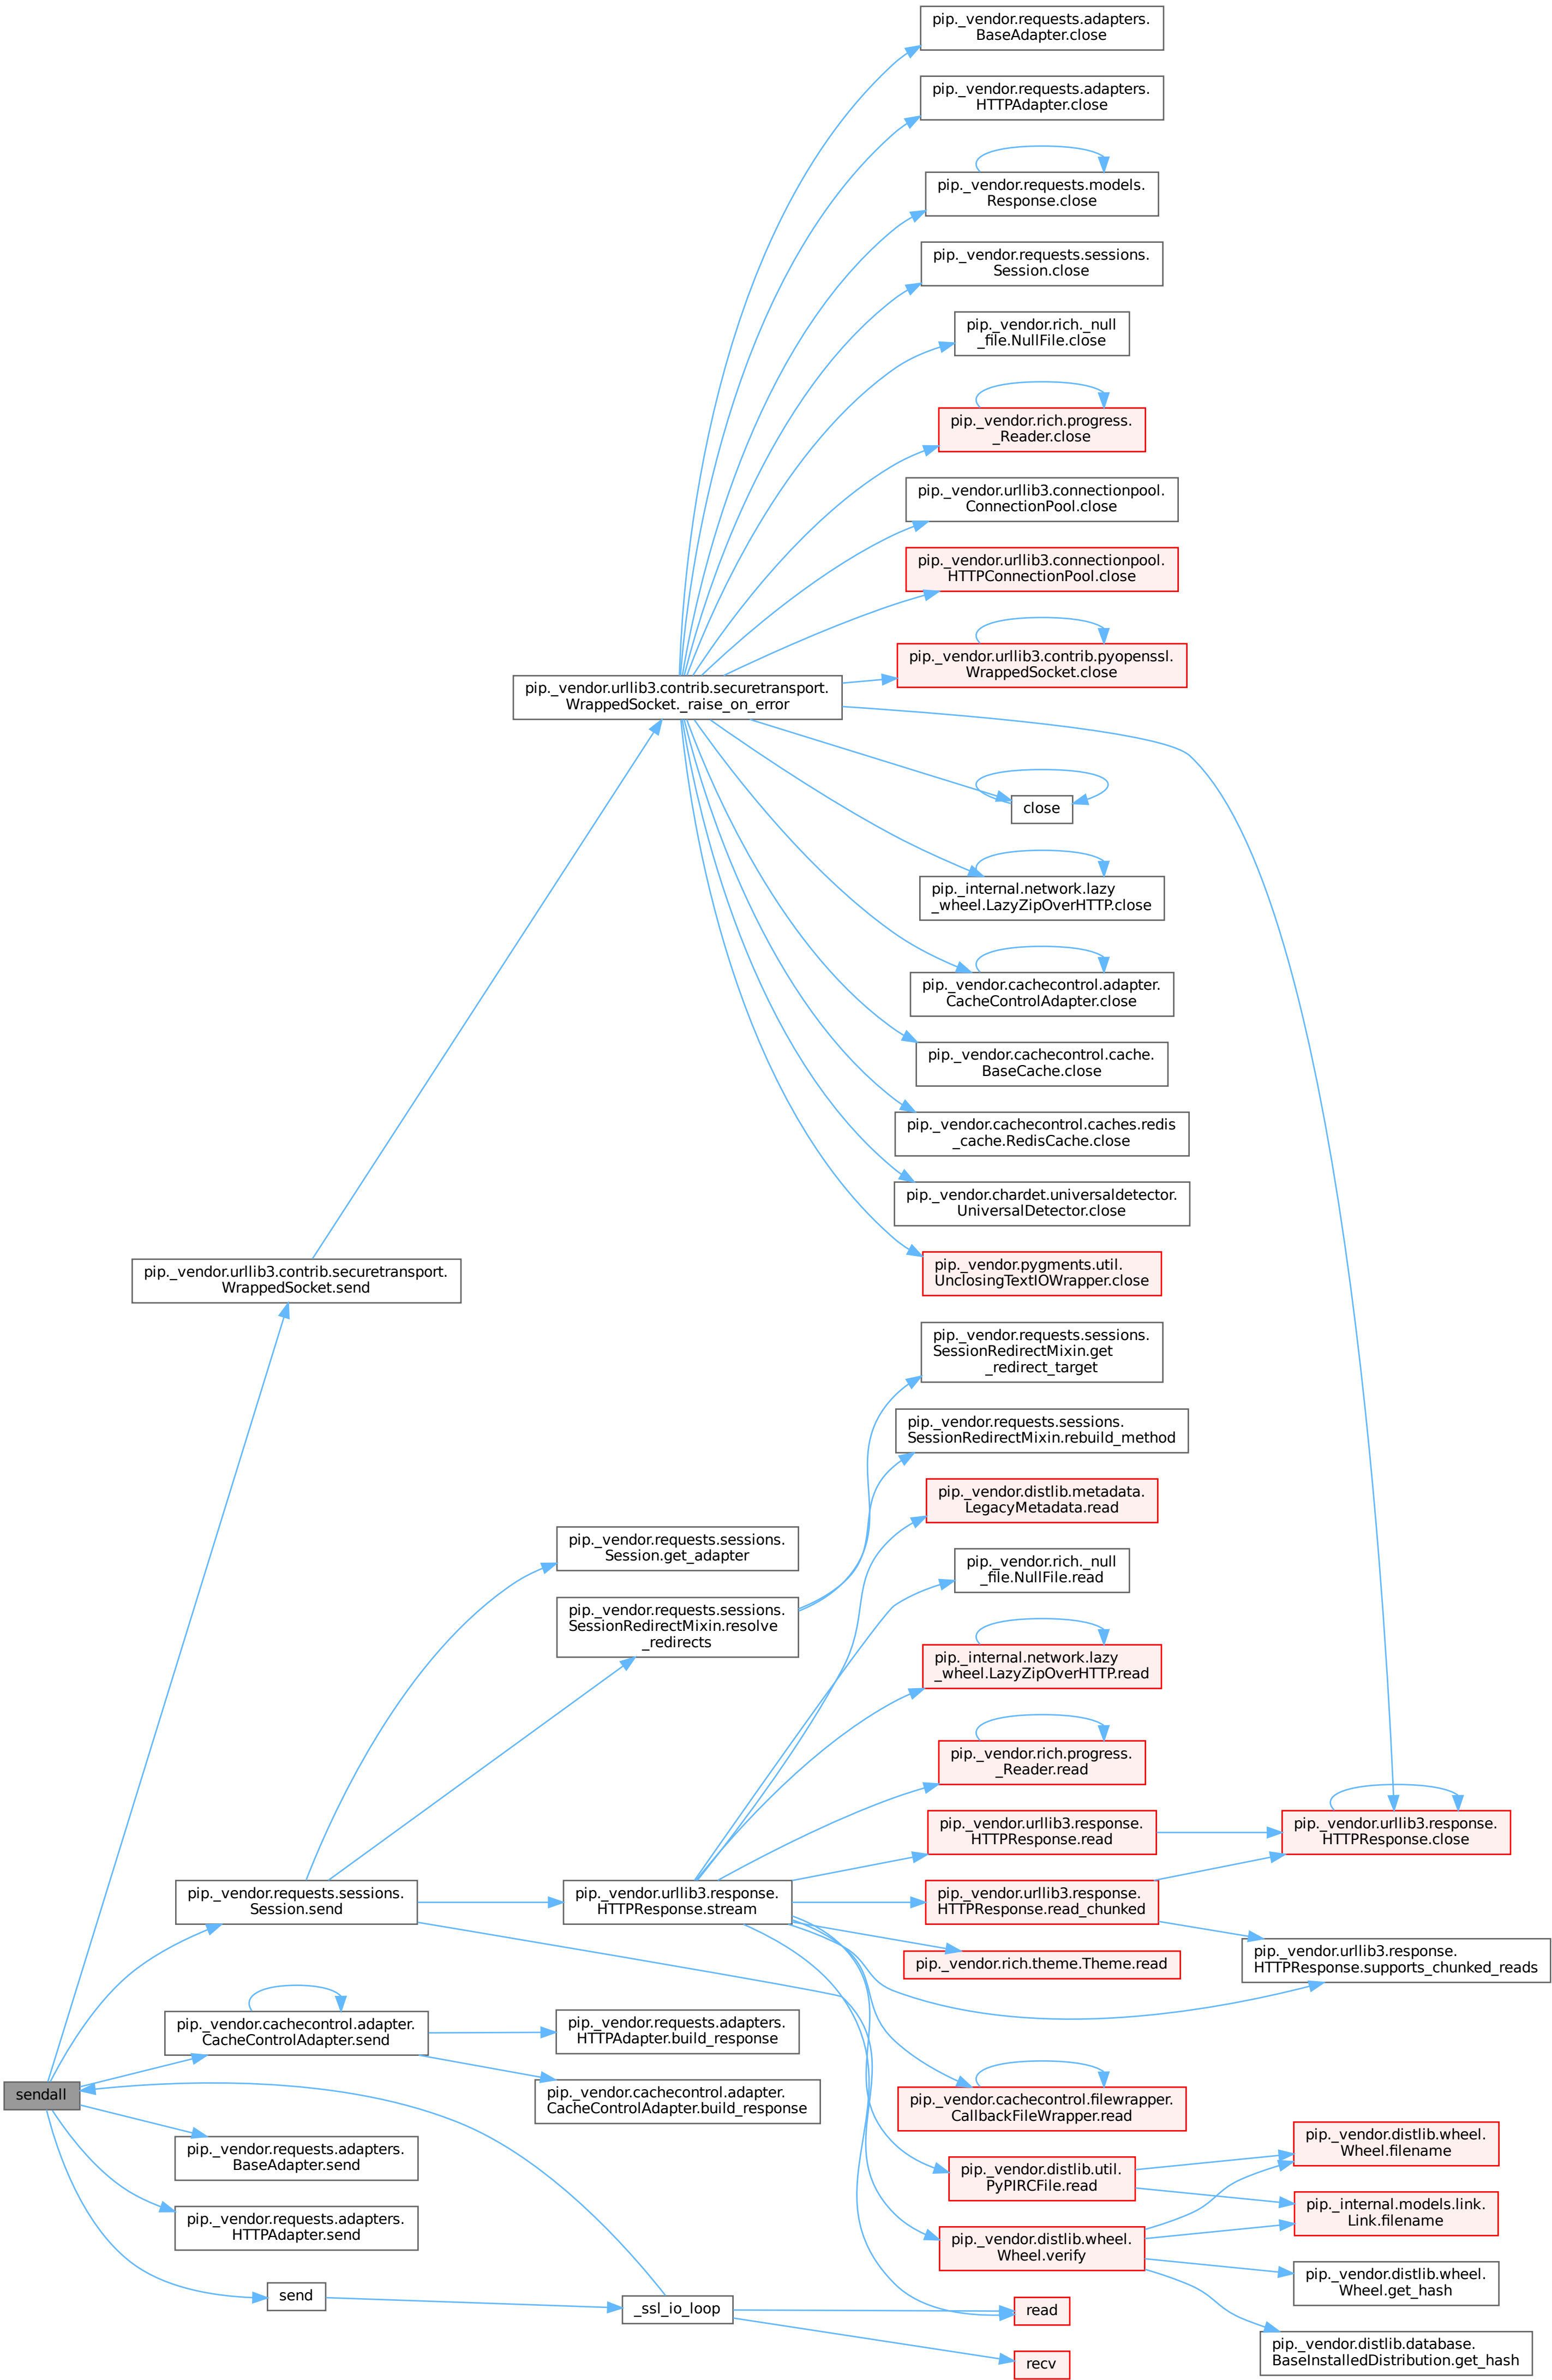 pip._vendor.requests.adapters.
BaseAdapter.close
pip._vendor.requests.adapters.
HTTPAdapter.close
pip._vendor.requests.models.
Response.close
pip._vendor.requests.sessions.
Session.close
pip._vendor.rich._null
_file.NullFile.close
pip._vendor.rich.progress.
_Reader.close
pip._vendor.urllib3.connectionpool.
ConnectionPool.close
pip._vendor.urllib3.connectionpool.
HTTPConnectionPool.close
pip._vendor.urllib3.contrib.pyopenssl.
WrappedSocket.close
pip._vendor.urllib3.contrib.securetransport.
WrappedSocket._raise_on_error
close
pip._internal.network.lazy
_wheel.LazyZipOverHTTP.close
pip._vendor.cachecontrol.adapter.
CacheControlAdapter.close
pip._vendor.cachecontrol.cache.
BaseCache.close
pip._vendor.cachecontrol.caches.redis
_cache.RedisCache.close
pip._vendor.chardet.universaldetector.
UniversalDetector.close
pip._vendor.pygments.util.
UnclosingTextIOWrapper.close
pip._vendor.urllib3.contrib.securetransport.
WrappedSocket.send
pip._vendor.requests.sessions.
SessionRedirectMixin.get
_redirect_target
pip._vendor.requests.sessions.
SessionRedirectMixin.rebuild_method
pip._vendor.distlib.metadata.
LegacyMetadata.read
pip._vendor.requests.sessions.
Session.get_adapter
pip._vendor.rich._null
_file.NullFile.read
pip._vendor.requests.sessions.
SessionRedirectMixin.resolve
_redirects
pip._internal.network.lazy
_wheel.LazyZipOverHTTP.read
pip._vendor.rich.progress.
_Reader.read
pip._vendor.urllib3.response.
HTTPResponse.read
pip._vendor.urllib3.response.
HTTPResponse.close
pip._vendor.requests.sessions.
Session.send
pip._vendor.urllib3.response.
HTTPResponse.stream
pip._vendor.urllib3.response.
HTTPResponse.read_chunked
pip._vendor.rich.theme.Theme.read
pip._vendor.urllib3.response.
HTTPResponse.supports_chunked_reads
pip._vendor.cachecontrol.adapter.
CacheControlAdapter.send
pip._vendor.requests.adapters.
HTTPAdapter.build_response
sendall
pip._vendor.cachecontrol.adapter.
CacheControlAdapter.build_response
pip._vendor.cachecontrol.filewrapper.
CallbackFileWrapper.read
pip._vendor.requests.adapters.
BaseAdapter.send
pip._vendor.distlib.util.
PyPIRCFile.read
pip._vendor.distlib.wheel.
Wheel.filename
pip._vendor.requests.adapters.
HTTPAdapter.send
pip._vendor.distlib.wheel.
Wheel.verify
pip._internal.models.link.
Link.filename
pip._vendor.distlib.wheel.
Wheel.get_hash
send
_ssl_io_loop
read
pip._vendor.distlib.database.
BaseInstalledDistribution.get_hash
recv